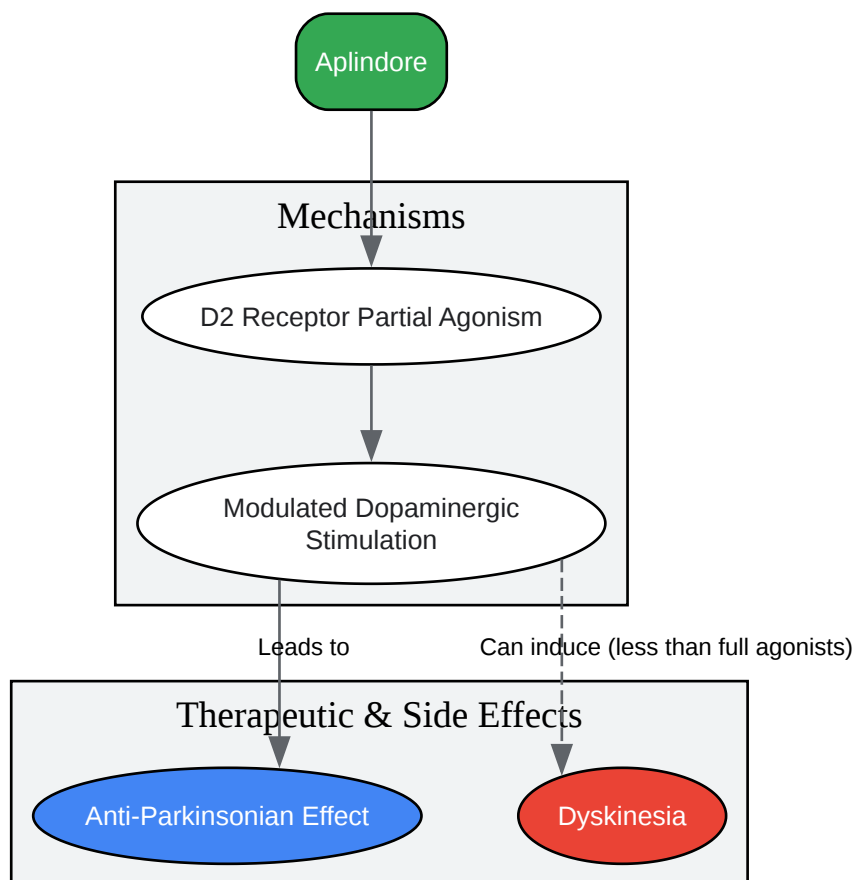 Aplindore
Mechanisms
D2 Receptor Partial Agonism
Modulated Dopaminergic
Stimulation
Leads to
Can induce (less than full agonists)
Therapeutic & Side Effects
Anti-Parkinsonian Effect
Dyskinesia